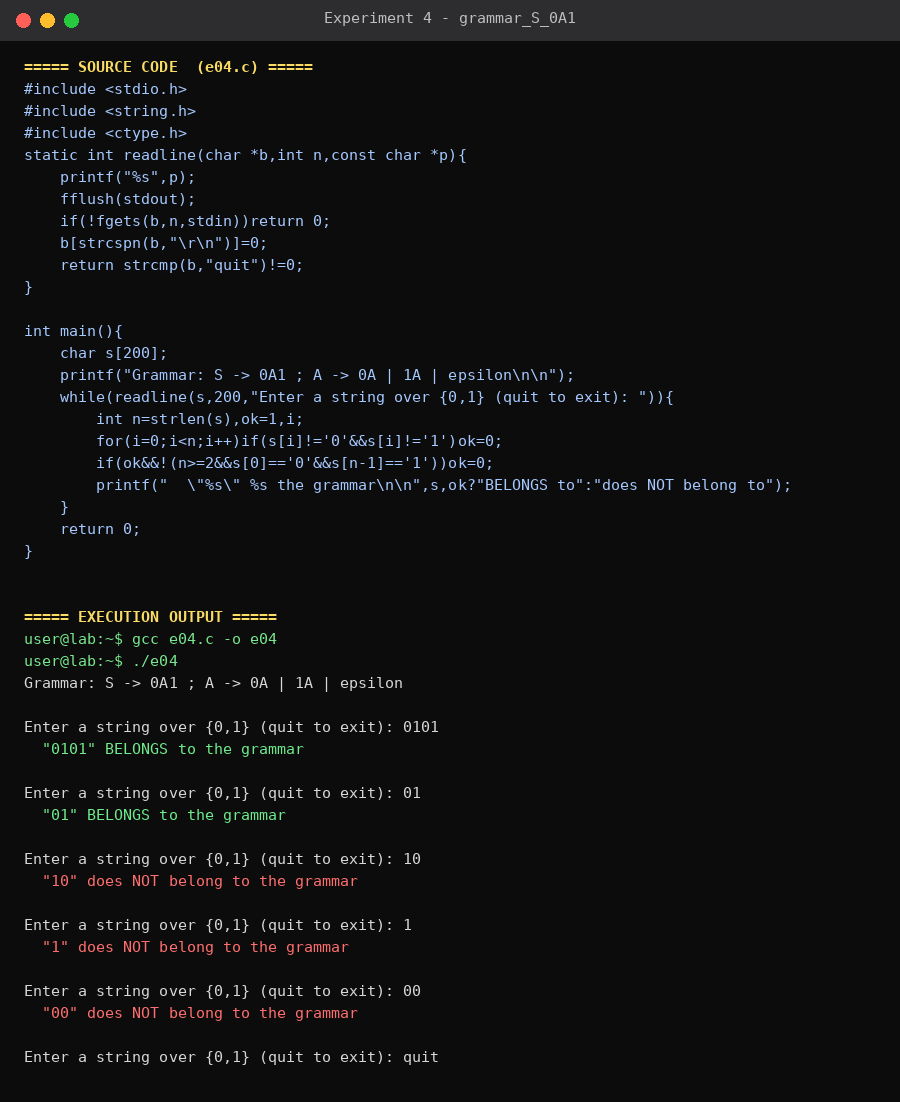 Experiment 4 - grammar_S_0A1
===== SOURCE CODE  (e04.c) =====
#include <stdio.h>
#include <string.h>
#include <ctype.h>
static int readline(char *b,int n,const char *p){
    printf("%s",p);
    fflush(stdout);
    if(!fgets(b,n,stdin))return 0;
    b[strcspn(b,"\r\n")]=0;
    return strcmp(b,"quit")!=0;
}
int main(){
    char s[200];
    printf("Grammar: S -> 0A1 ; A -> 0A | 1A | epsilon\n\n");
    while(readline(s,200,"Enter a string over {0,1} (quit to exit): ")){
        int n=strlen(s),ok=1,i;
        for(i=0;i<n;i++)if(s[i]!='0'&&s[i]!='1')ok=0;
        if(ok&&!(n>=2&&s[0]=='0'&&s[n-1]=='1'))ok=0;
        printf("  \"%s\" %s the grammar\n\n",s,ok?"BELONGS to":"does NOT belong to");
    }
    return 0;
}
===== EXECUTION OUTPUT =====
user@lab:~$ gcc e04.c -o e04
user@lab:~$ ./e04
Grammar: S -> 0A1 ; A -> 0A | 1A | epsilon
Enter a string over {0,1} (quit to exit): 0101
  "0101" BELONGS to the grammar
Enter a string over {0,1} (quit to exit): 01
  "01" BELONGS to the grammar
Enter a string over {0,1} (quit to exit): 10
  "10" does NOT belong to the grammar
Enter a string over {0,1} (quit to exit): 1
  "1" does NOT belong to the grammar
Enter a string over {0,1} (quit to exit): 00
  "00" does NOT belong to the grammar
Enter a string over {0,1} (quit to exit): quit